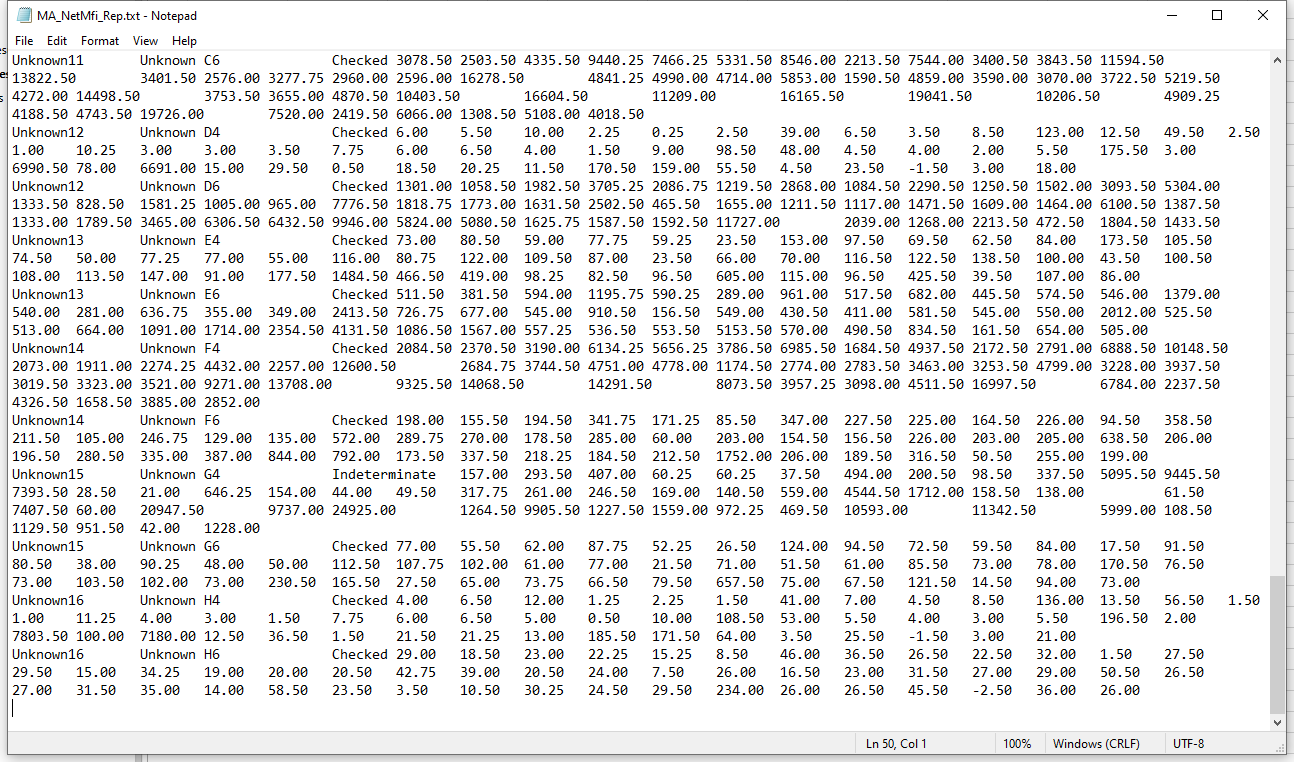 MA_NetMfi_Rep.txt - Notepad
File Edit Format View Help
Unknown11 Unknown C6 Checked 3078.50 2503.50 4335.50 9440.25 7466.25 5331.50 8546.00 2213.50 7544.00 3400.50 3843.50 11594.50
13822.50 3401.50 2576.00 3277.75 2960.00 2596.00 16278.50 4841.25 4990.00 4714.00 5853.00 1590.50 4859.00 3590.00 3070.00 3722.50 5219.50
4272.00 14498.50 3753.50 3655.00 4870.50 10403.50 16604.50 11209.00 16165.50 19041.50 10206.50 4909.25
4188.50 4743.50 19726.00 7520.00 2419.50 6066.00 1308.50 5108.00 4018.50
Unknown12 Unknown D4 Checked 6.00 5.50 10.00 2.25 0.25 2.50 39.00 6.50 3.50 8.50 123.00 12.50 49.50 2.50
1.00 10.25 3.00 3.00 3.50 7.75 6.00 6.50 4.00 1.50 9.00 98.50 48.00 4.50 4.00 2.00 5.50 175.50 3.00
6990.50 78.00 6691.00 15.00 29.50 0.50 18.50 20.25 11.50 170.50 159.00 55.50 4.50 23.50 -1.50 3.00 18.00
Unknown12 Unknown D6 Checked 1301.00 1058.50 1982.50 3705.25 2086.75 1219.50 2868.00 1084.50 2290.50 1250.50 1502.00 3093.50 5304.00
1333.50 828.50 1581.25 1005.00 965.00 7776.50 1818.75 1773.00 1631.50 2502.50 465.50 1655.00 1211.50 1117.00 1471.50 1609.00 1464.00 6100.50 1387.50
1333.00 1789.50 3465.00 6306.50 6432.50 9946.00 5824.00 5080.50 1625.75 1587.50 1592.50 11727.00 2039.00 1268.00 2213.50 472.50 1804.50 1433.50
Unknown13 Unknown E4 Checked 73.00 80.50 59.00 77.75 59.25 23.50 153.00 97.50 69.50 62.50 84.00 173.50 105.50
74.50 50.00 77.25 77.00 55.00 116.00 80.75 122.00 109.50 87.00 23.50 66.00 70.00 116.50 122.50 138.50 100.00 43.50 100.50
108.00 113.50 147.00 91.00 177.50 1484.50 466.50 419.00 98.25 82.50 96.50 605.00 115.00 96.50 425.50 39.50 107.00 86.00
Unknown13 Unknown E6 Checked 511.50 381.50 594.00 1195.75 590.25 289.00 961.00 517.50 682.00 445.50 574.50 546.00 1379.00
540.00 281.00 636.75 355.00 349.00 2413.50 726.75 677.00 545.00 910.50 156.50 549.00 430.50 411.00 581.50 545.00 550.00 2012.00 525.50
513.00 664.00 1091.00 1714.00 2354.50 4131.50 1086.50 1567.00 557.25 536.50 553.50 5153.50 570.00 490.50 834.50 161.50 654.00 505.00
Unknown14 Unknown F4 Checked 2084.50 2370.50 3190.00 6134.25 5656.25 3786.50 6985.50 1684.50 4937.50 2172.50 2791.00 6888.50 10148.50
2073.00 1911.00 2274.25 4432.00 2257.00 12600.50 2684.75 3744.50 4751.00 4778.00 1174.50 2774.00 2783.50 3463.00 3253.50 4799.00 3228.00 3937.50
3019.50 3323.00 3521.00 9271.00 13708.00 9325.50 14068.50 14291.50 8073.50 3957.25 3098.00 4511.50 16997.50 6784.00 2237.50
4326.50 1658.50 3885.00 2852.00
Unknown14 Unknown F6 Checked 198.00 155.50 194.50 341.75 171.25 85.50 347.00 227.50 225.00 164.50 226.00 94.50 358.50
211.50 105.00 246.75 129.00 135.00 572.00 289.75 270.00 178.50 285.00 60.00 203.00 154.50 156.50 226.00 203.00 205.00 638.50 206.00
196.50 280.50 335.00 387.00 844.00 792.00 173.50 337.50 218.25 184.50 212.50 1752.00 206.00 189.50 316.50 50.50 255.00 199.00
Unknown15 Unknown G4 Indeterminate 157.00 293.50 407.00 60.25 60.25 37.50 494.00 200.50 98.50 337.50 5095.50 9445.50
7393.50 28.50 21.00 646.25 154.00 44.00 49.50 317.75 261.00 246.50 169.00 140.50 559.00 4544.50 1712.00 158.50 138.00 61.50
7407.50 60.00 20947.50 9737.00 24925.00 1264.50 9905.50 1227.50 1559.00 972.25 469.50 10593.00 11342.50 5999.00 108.50
1129.50 951.50 42.00 1228.00
Unknown15 Unknown G6 Checked 77.00 55.50 62.00 87.75 52.25 26.50 124.00 94.50 72.50 59.50 84.00 17.50 91.50
80.50 38.00 90.25 48.00 50.00 112.50 107.75 102.00 61.00 77.00 21.50 71.00 51.50 61.00 85.50 73.00 78.00 170.50 76.50
73.00 103.50 102.00 73.00 230.50 165.50 27.50 65.00 73.75 66.50 79.50 657.50 75.00 67.50 121.50 14.50 94.00 73.00
Unknown16 Unknown H4 Checked 4.00 6.50 12.00 1.25 2.25 1.50 41.00 7.00 4.50 8.50 136.00 13.50 56.50 1.50
1.00 11.25 4.00 3.00 1.50 7.75 6.00 6.50 5.00 0.50 10.00 108.50 53.00 5.50 4.00 3.00 5.50 196.50 2.00
7803.50 100.00 7180.00 12.50 36.50 1.50 21.50 21.25 13.00 185.50 171.50 64.00 3.50 25.50 -1.50 3.00 21.00
Unknown16 Unknown H6 Checked 29.00 18.50 23.00 22.25 15.25 8.50 46.00 36.50 26.50 22.50 32.00 1.50 27.50
29.50 15.00 34.25 19.00 20.00 20.50 42.75 39.00 20.50 24.00 7.50 26.00 16.50 23.00 31.50 27.00 29.00 50.50 26.50
27.00 31.50 35.00 14.00 58.50 23.50 3.50 10.50 30.25 24.50 29.50 234.00 26.00 26.50 45.50 -2.50 36.00 26.00
Ln 50, Col 1 100% Windows (CRLF) UTF-8